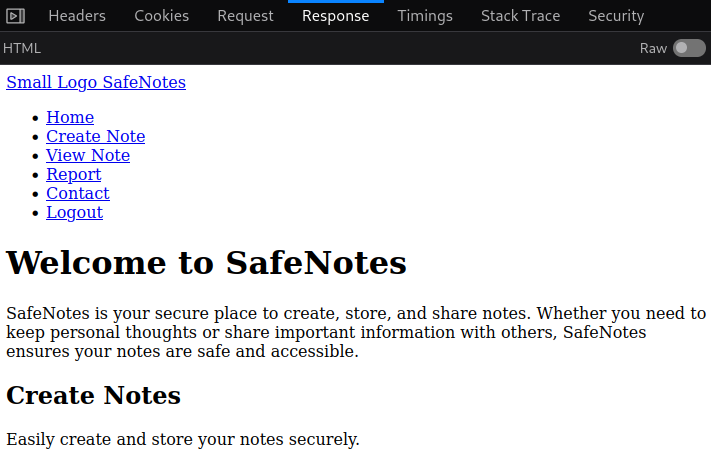 Headers Cookies Request Response Timings Stack Trace Security
HTML Raw
Small Logo SafeNotes
Home
Create Note
View Note
Report
Contact
Logout
Welcome to SafeNotes
SafeNotes is your secure place to create, store, and share notes. Whether you need to
keep personal thoughts or share important information with others, SafeNotes
ensures your notes are safe and accessible.
Create Notes
Easily create and store your notes securely.